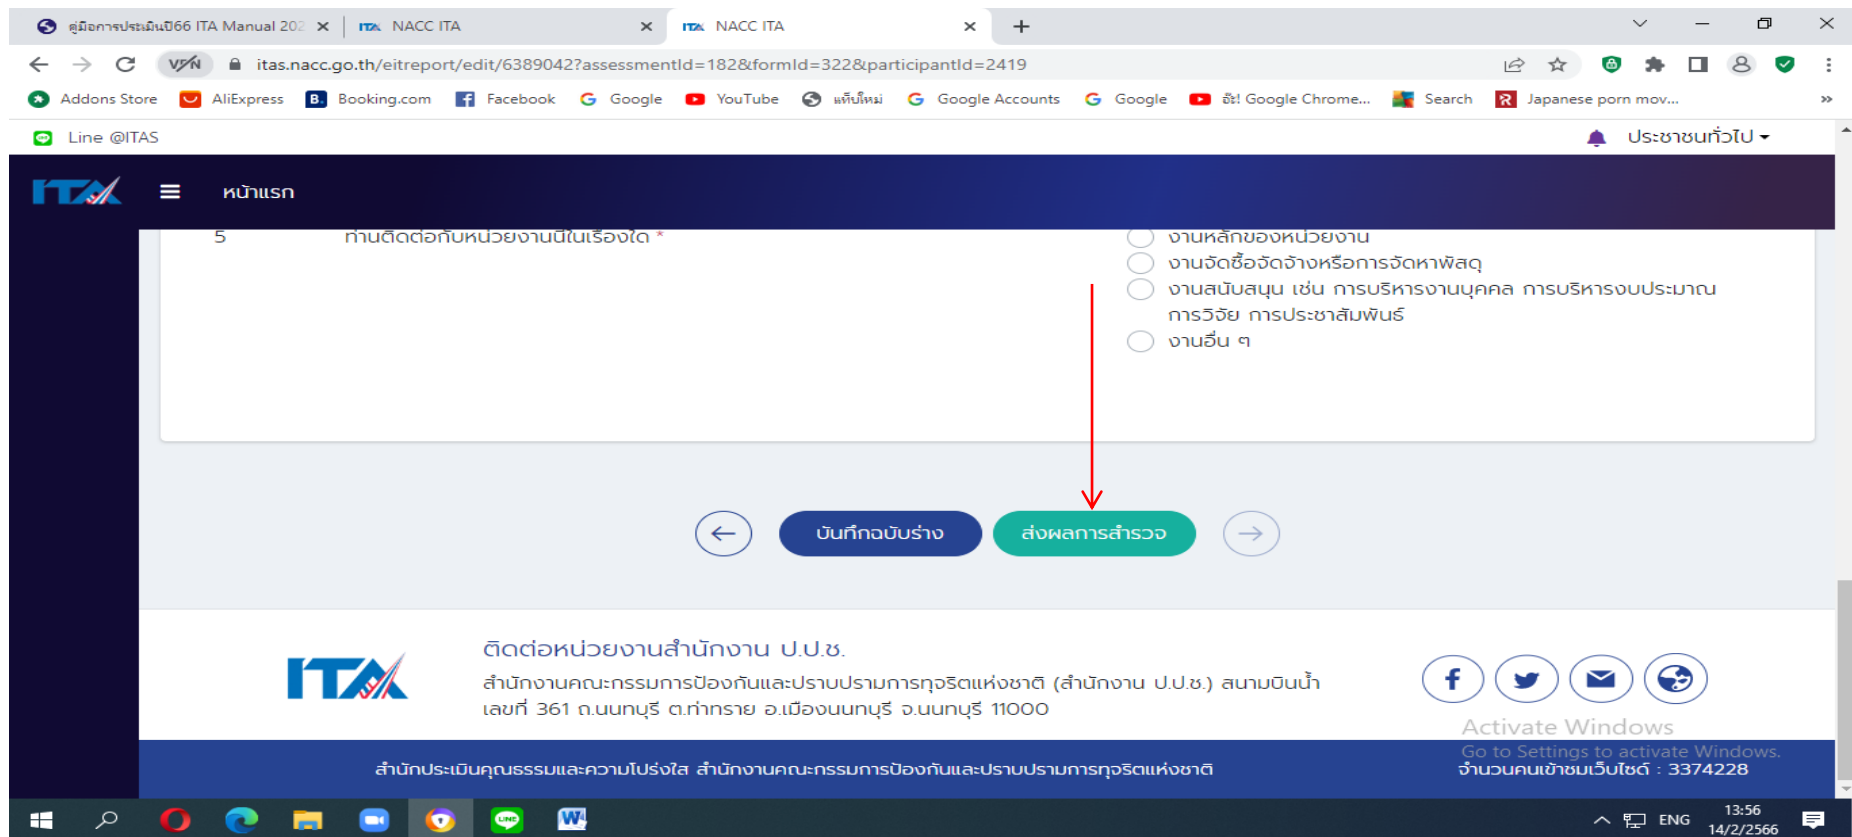 คู่มือการประเมินปี66 ITA Manual 202
NACC ITA
NACC ITA
VPN
itas.nacc.go.th/eitreport/edit/6389042?assessmentId=182&formId=322&participantId=2419
Addons Store
AliExpress
Booking.com
Facebook
Google
YouTube
แท็บใหม่
Google Accounts
Google
อ๊ะ! Google Chrome...
Search
Japanese porn mov...
Line @ITAS
ประชาชนทั่วไป
ITA
หน้าแรก
5 ท่านติดต่อกับหน่วยงานนี้ในเรื่องใด *
งานหลักของหน่วยงาน
งานจัดซื้อจัดจ้างหรือการจัดหาพัสดุ
งานสนับสนุน เช่น การบริหารงานบุคคล การบริหารงบประมาณ
การวิจัย การประชาสัมพันธ์
งานอื่น ๆ
บันทึกฉบับร่าง
ส่งผลการสำรวจ
ITA
ติดต่อหน่วยงานสำนักงาน ป.ป.ช.
สำนักงานคณะกรรมการป้องกันและปราบปรามการทุจริตแห่งชาติ (สำนักงาน ป.ป.ช.) สนามบินน้ำ
เลขที่ 361 ถ.นนทบุรี ต.ท่าทราย อ.เมืองนนทบุรี จ.นนทบุรี 11000
Activate Windows
Go to Settings to activate Windows.
สำนักประเมินคุณธรรมและความโปร่งใส สำนักงานคณะกรรมการป้องกันและปราบปรามการทุจริตแห่งชาติ
จำนวนคนเข้าชมเว็บไซต์ : 3374228
ENG
13:56
14/2/2566